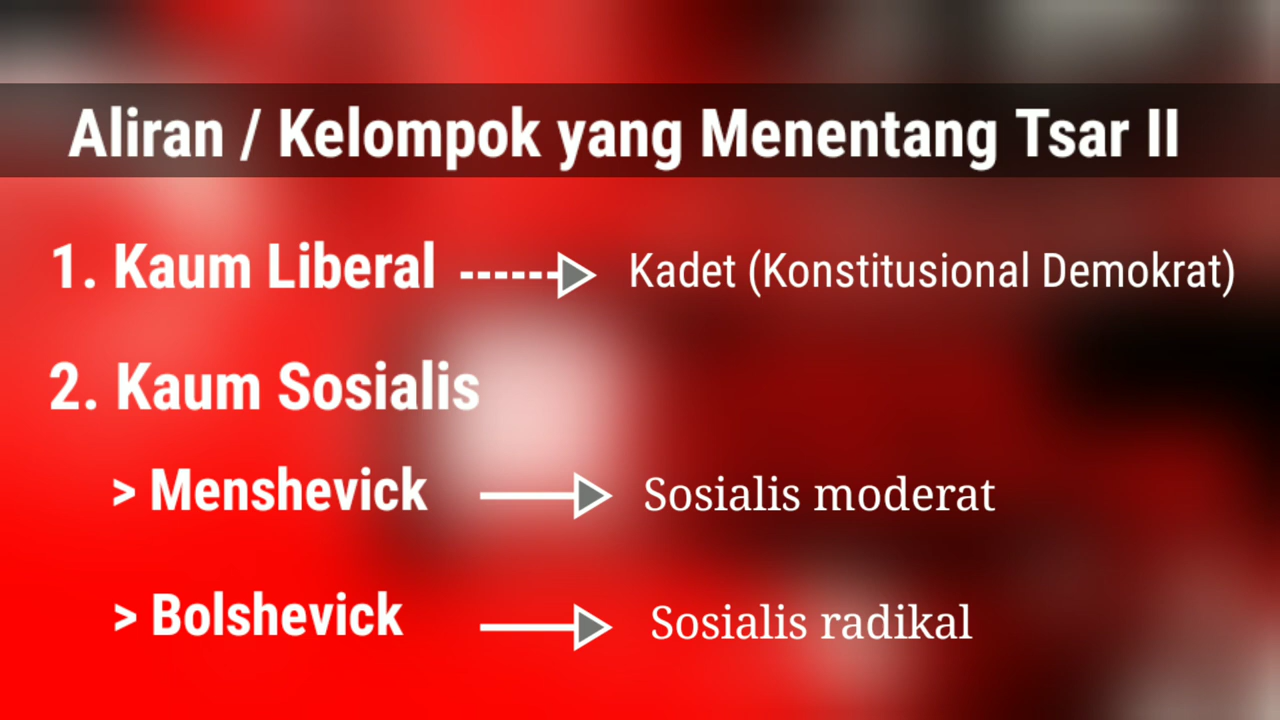 Aliran / Kelompok yang Menentang Tsar II
1. Kaum Liberal Kadet (Konstitusional Demokrat)
2. Kaum Sosialis
> Menshevick Sosialis moderat
> Bolshevick Sosialis radikal